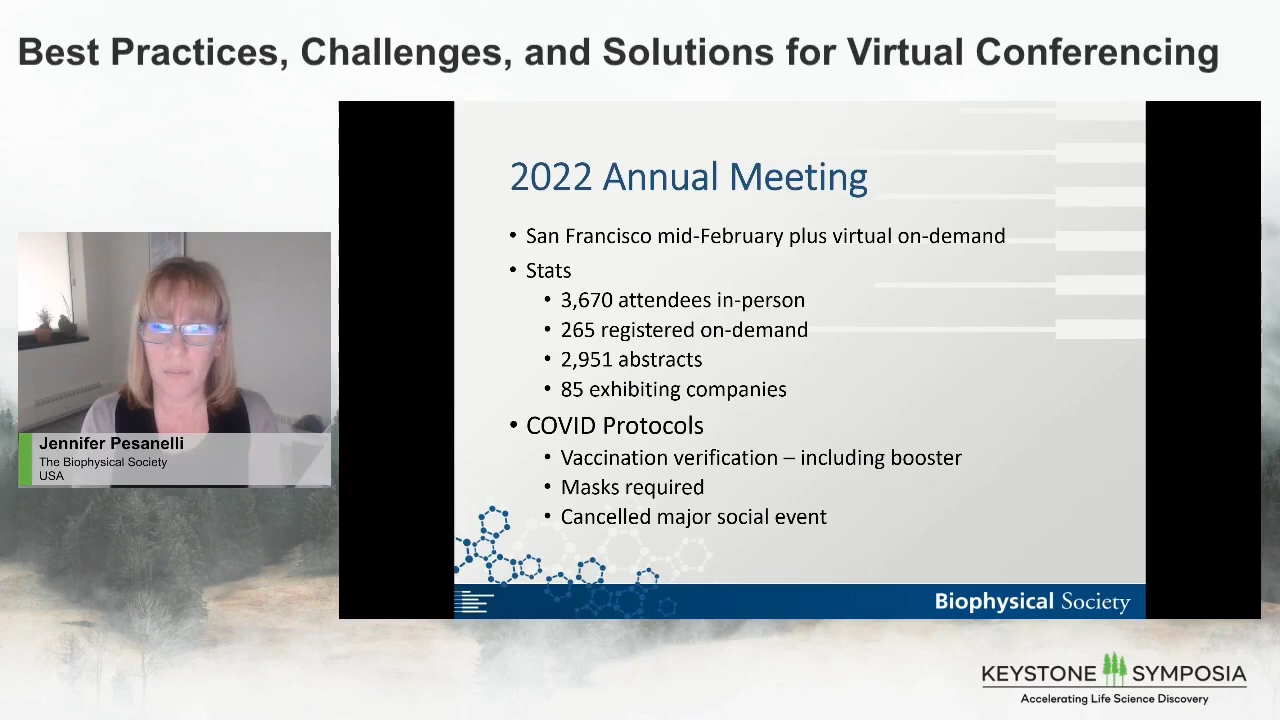 Best Practices, Challenges, and Solutions for Virtual Conferencing
2022 Annual Meeting
• San Francisco mid-February plus virtual on-demand
• Stats
• 3,670 attendees in-person
• 265 registered on-demand
• 2,951 abstracts
• 85 exhibiting companies
• COVID Protocols
• Vaccination verification – including booster
• Masks required
• Cancelled major social event
Biophysical Society
Jennifer Pesanelli
The Biophysical Society
USA
KEYSTONE SYMPOSIA
Accelerating Life Science Discovery